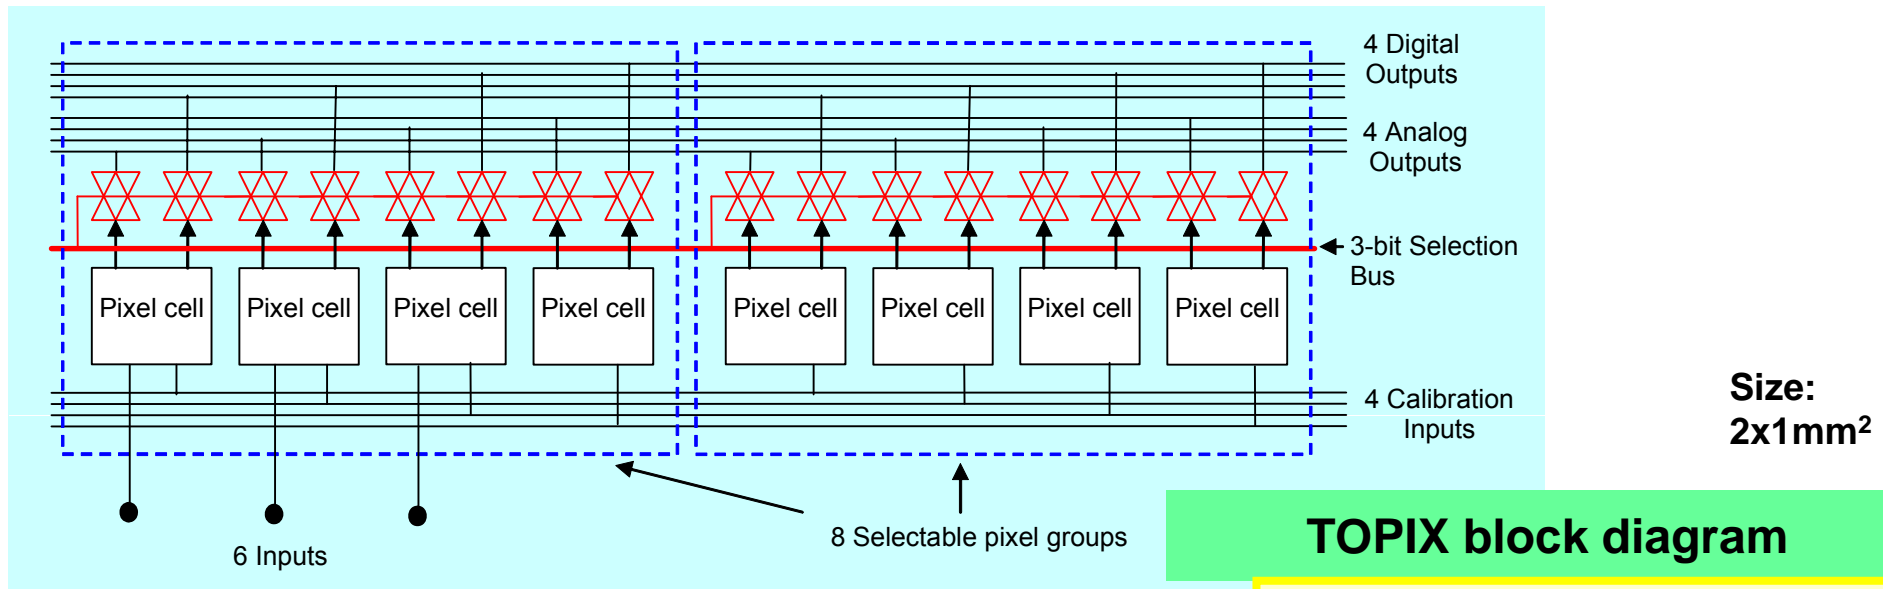 4 Digital
Outputs
4 Analog
Outputs
3-bit Selection
Bus
Pixel cell Pixel cell Pixel cell Pixel cell Pixel cell Pixel cell Pixel cell Pixel cell
4 Calibration
Inputs
Size:
2x1mm²
8 Selectable pixel groups
6 Inputs
TOPIX block diagram